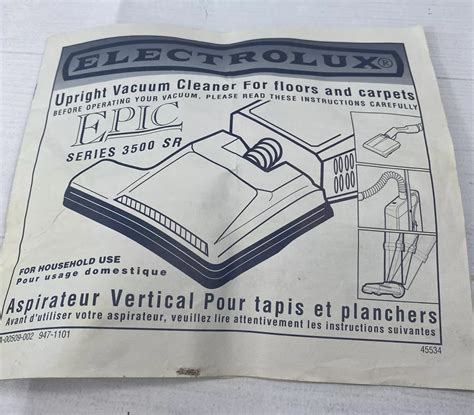 ELECTROLUX®
Upright Vacuum Cleaner For floors and carpets
BEFORE OPERATING YOUR VACUUM, PLEASE READ THESE INSTRUCTIONS CAREFULLY
EPIC
SERIES 3500 SR
FOR HOUSEHOLD USE
Pour usage domestique
Aspirateur Vertical Pour tapis et planchers
Avant d'utiliser votre aspirateur, veuillez lire attentivement les instructions suivantes
-00509-002 947-1101
45534